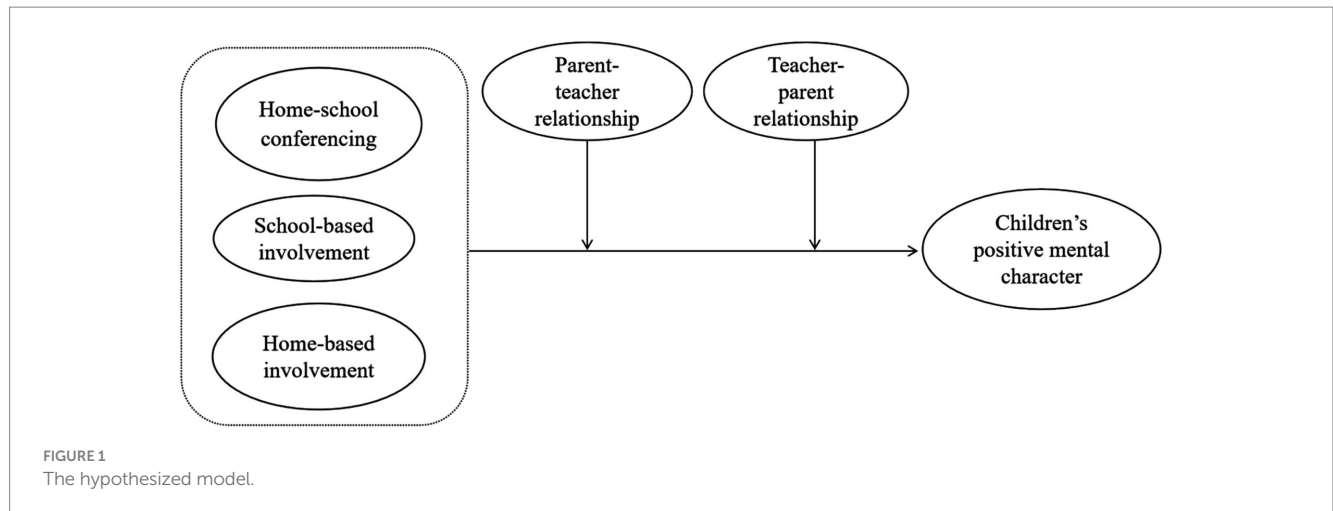 Home-school
conferencing
School-based
involvement
Home-based
involvement
Parent-
teacher
relationship
Teacher-
parent
relationship
Children's
positive mental
character
FIGURE 1
The hypothesized model.